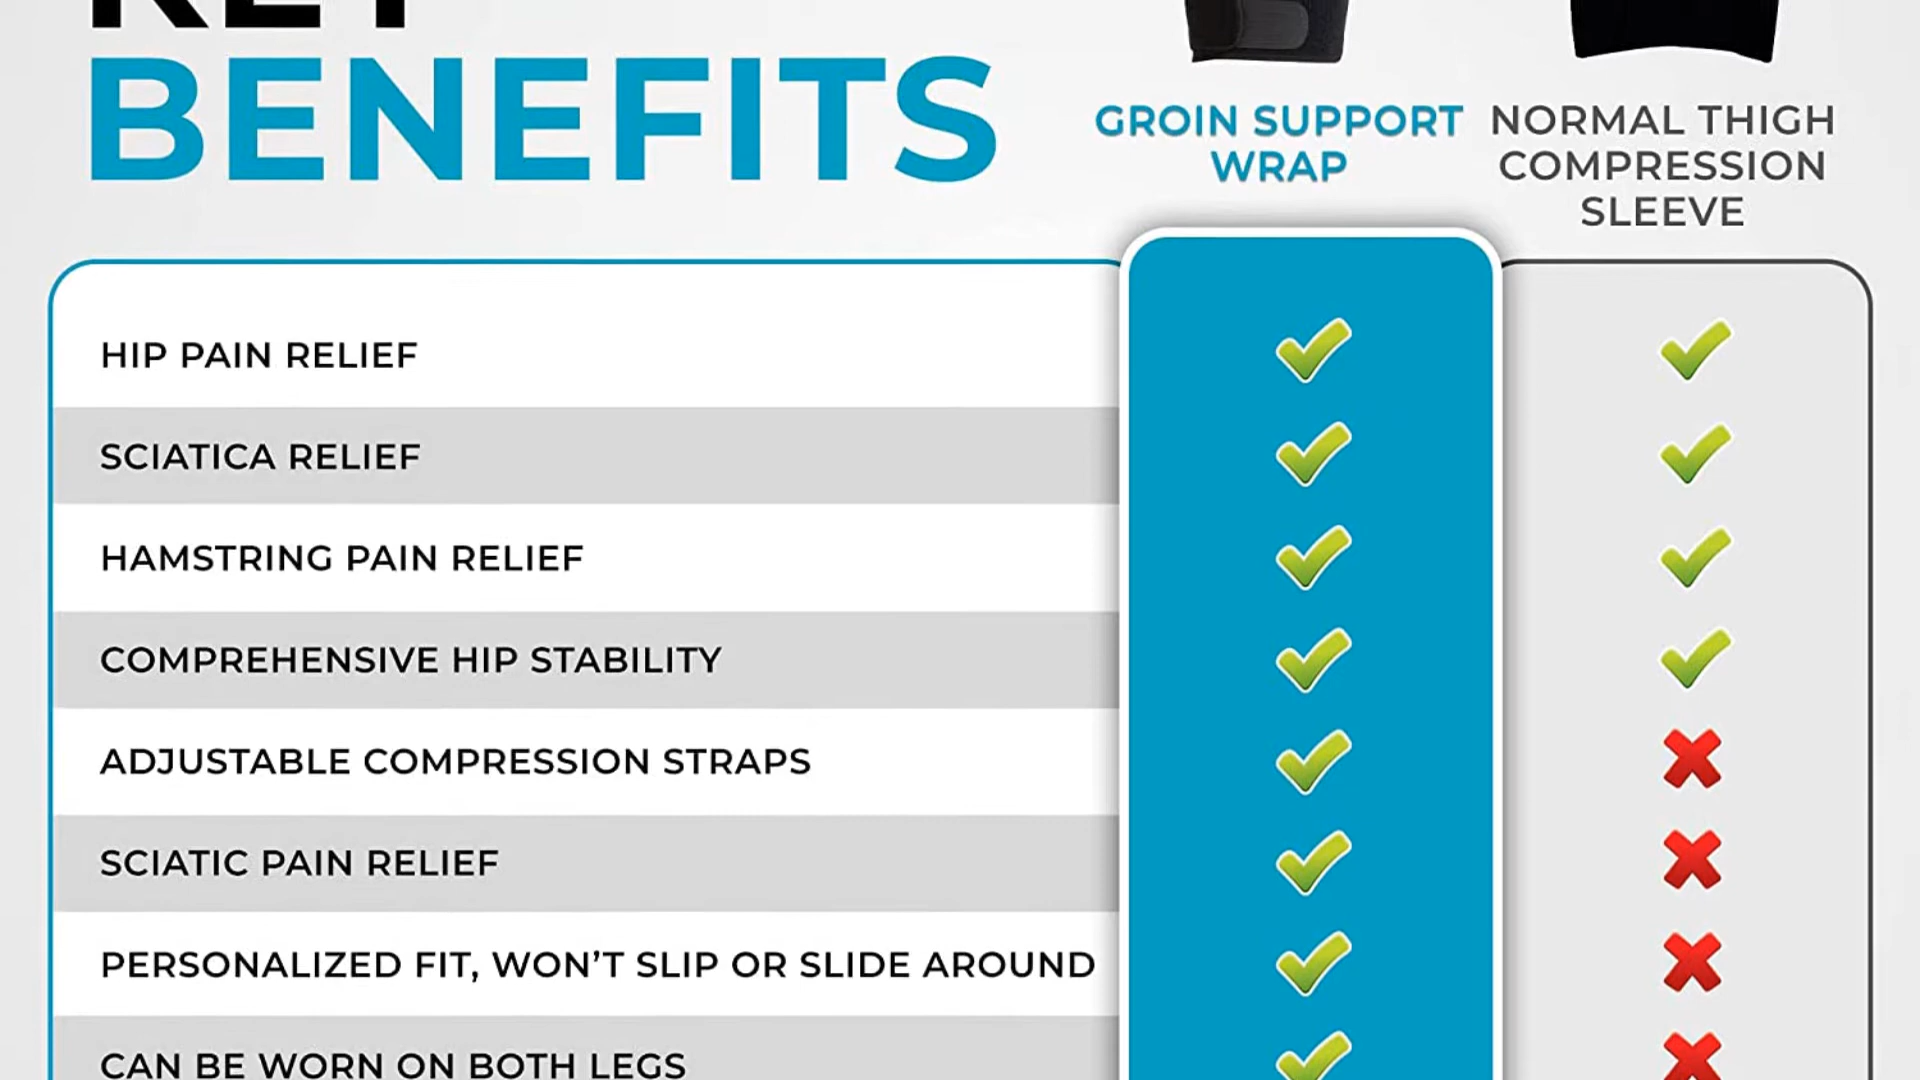 KEY
BENEFITS
GROIN SUPPORT
WRAP
NORMAL THIGH
COMPRESSION
SLEEVE
HIP PAIN RELIEF
SCIATICA RELIEF
HAMSTRING PAIN RELIEF
COMPREHENSIVE HIP STABILITY
ADJUSTABLE COMPRESSION STRAPS
SCIATIC PAIN RELIEF
PERSONALIZED FIT, WON’T SLIP OR SLIDE AROUND
CAN BE WORN ON BOTH LEGS